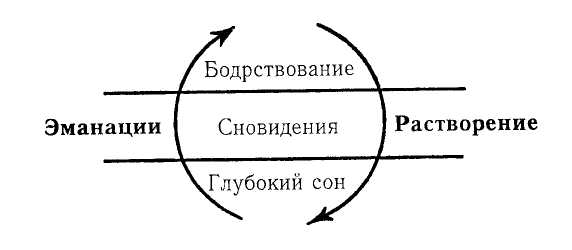 Бодрствование
Эманации Сновидения Растворение
Глубокий сон